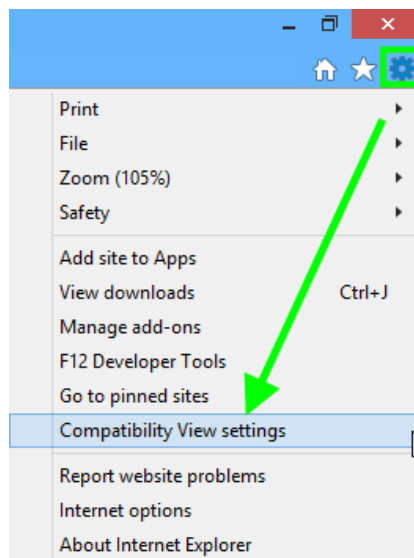 Print
File
Zoom (105%)
Safety
Add site to Apps
View downloads Ctrl+J
Manage add-ons
F12 Developer Tools
Go to pinned sites
Compatibility View settings
Report website problems
Internet options
About Internet Explorer